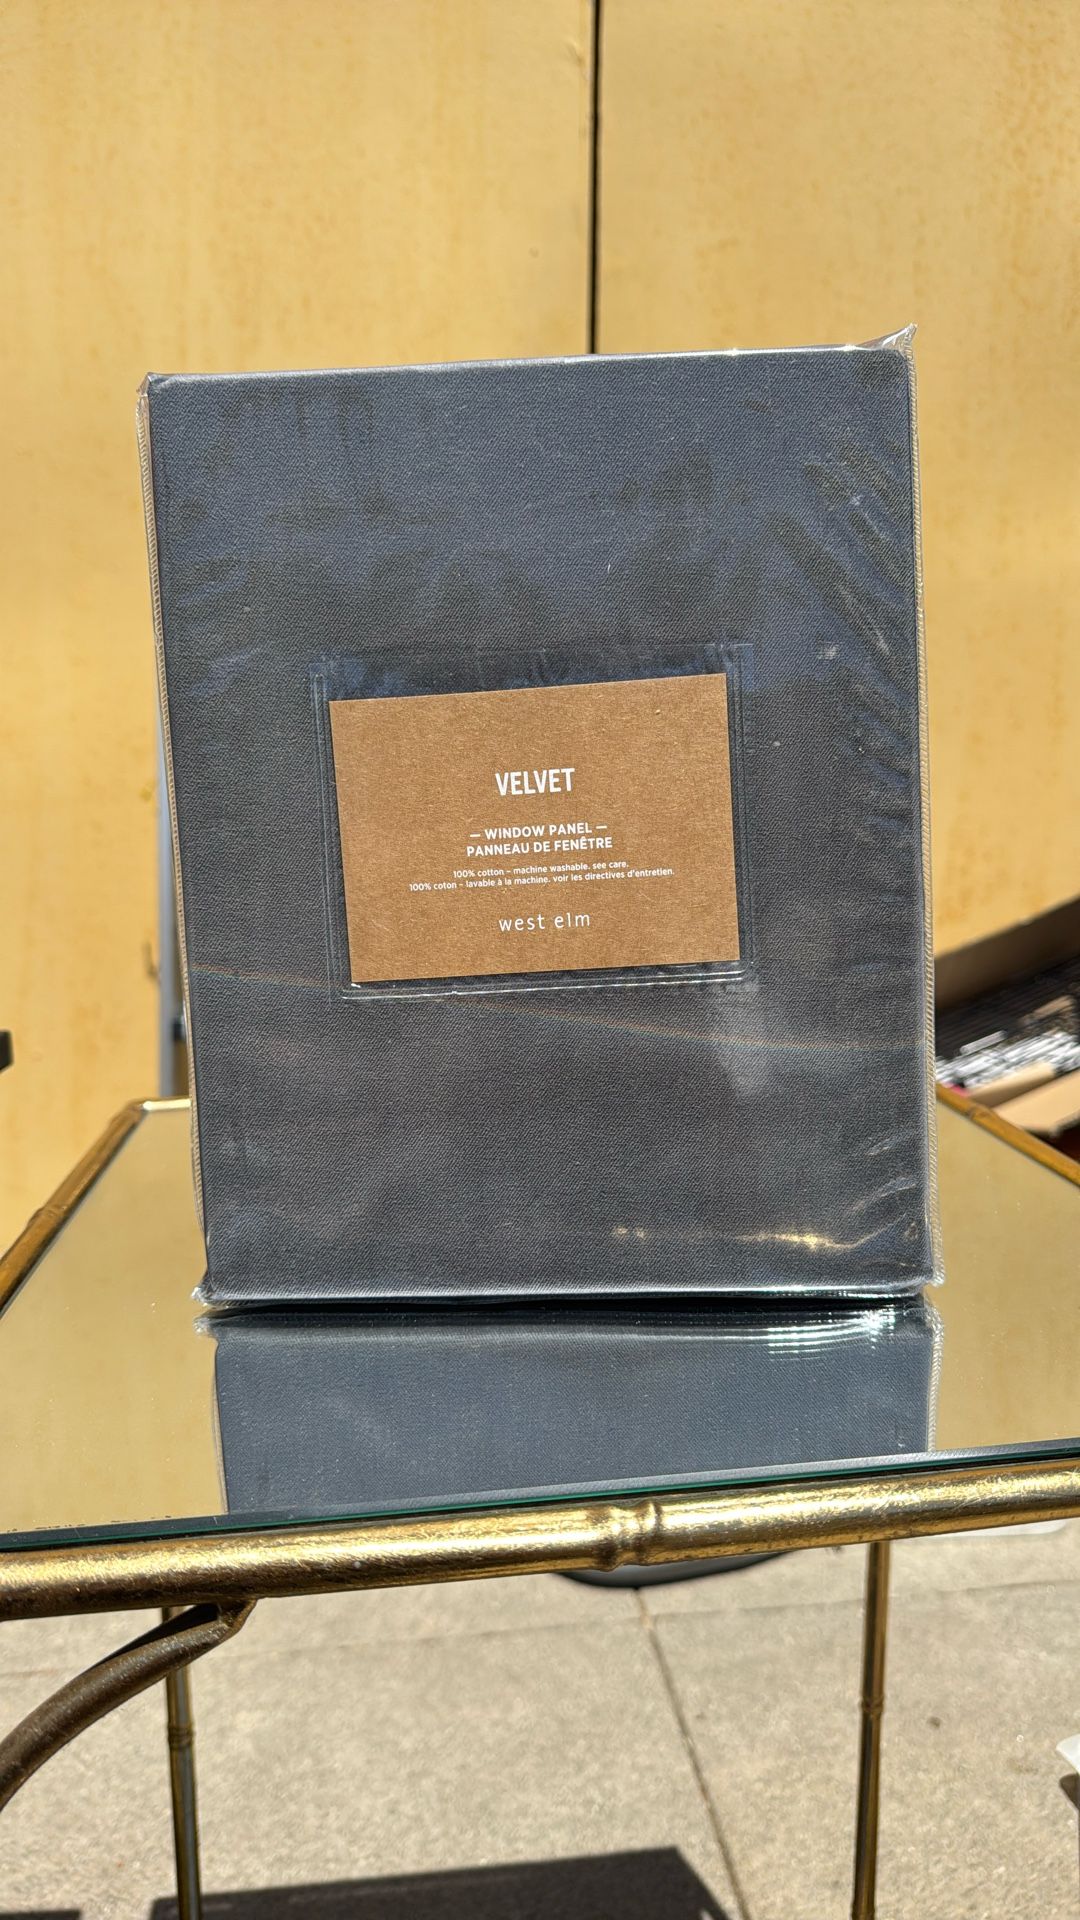 VELVET
— WINDOW PANEL —
PANNEAU DE FENÊTRE
100% cotton – machine washable. see care.
100% coton – lavable à la machine. voir les directives d'entretien.
west elm